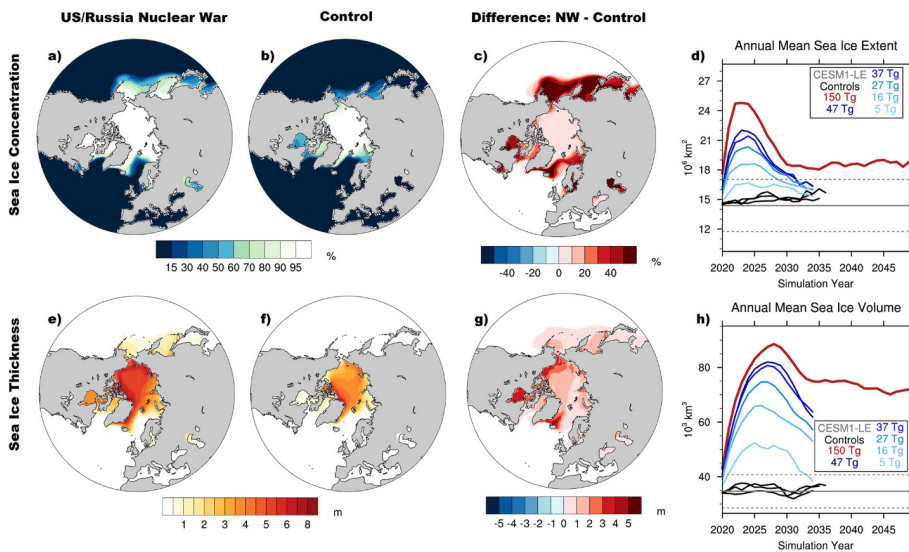 US/Russia Nuclear War
Control
Difference: NW - Control
Sea Ice Concentration
a)
b)
c)
d)
Annual Mean Sea Ice Extent
CESM1-LE 37 Tg
Controls 27 Tg
150 Tg 16 Tg
47 Tg 5 Tg
10⁶ km²
27
24
21
18
15
12
2020 2025 2030 2035 2040 2045
Simulation Year
15 30 40 50 60 70 80 90 95
%
-40 -20 0 20 40
%
Sea Ice Thickness
e)
f)
g)
h)
Annual Mean Sea Ice Volume
10³ km³
80
60
40
CESM1-LE 37 Tg
Controls 27 Tg
150 Tg 16 Tg
47 Tg 5 Tg
2020 2025 2030 2035 2040 2045
Simulation Year
1 2 3 4 5 6 7 8
m
-5 -4 -3 -2 -1 0 1 2 3 4 5
m